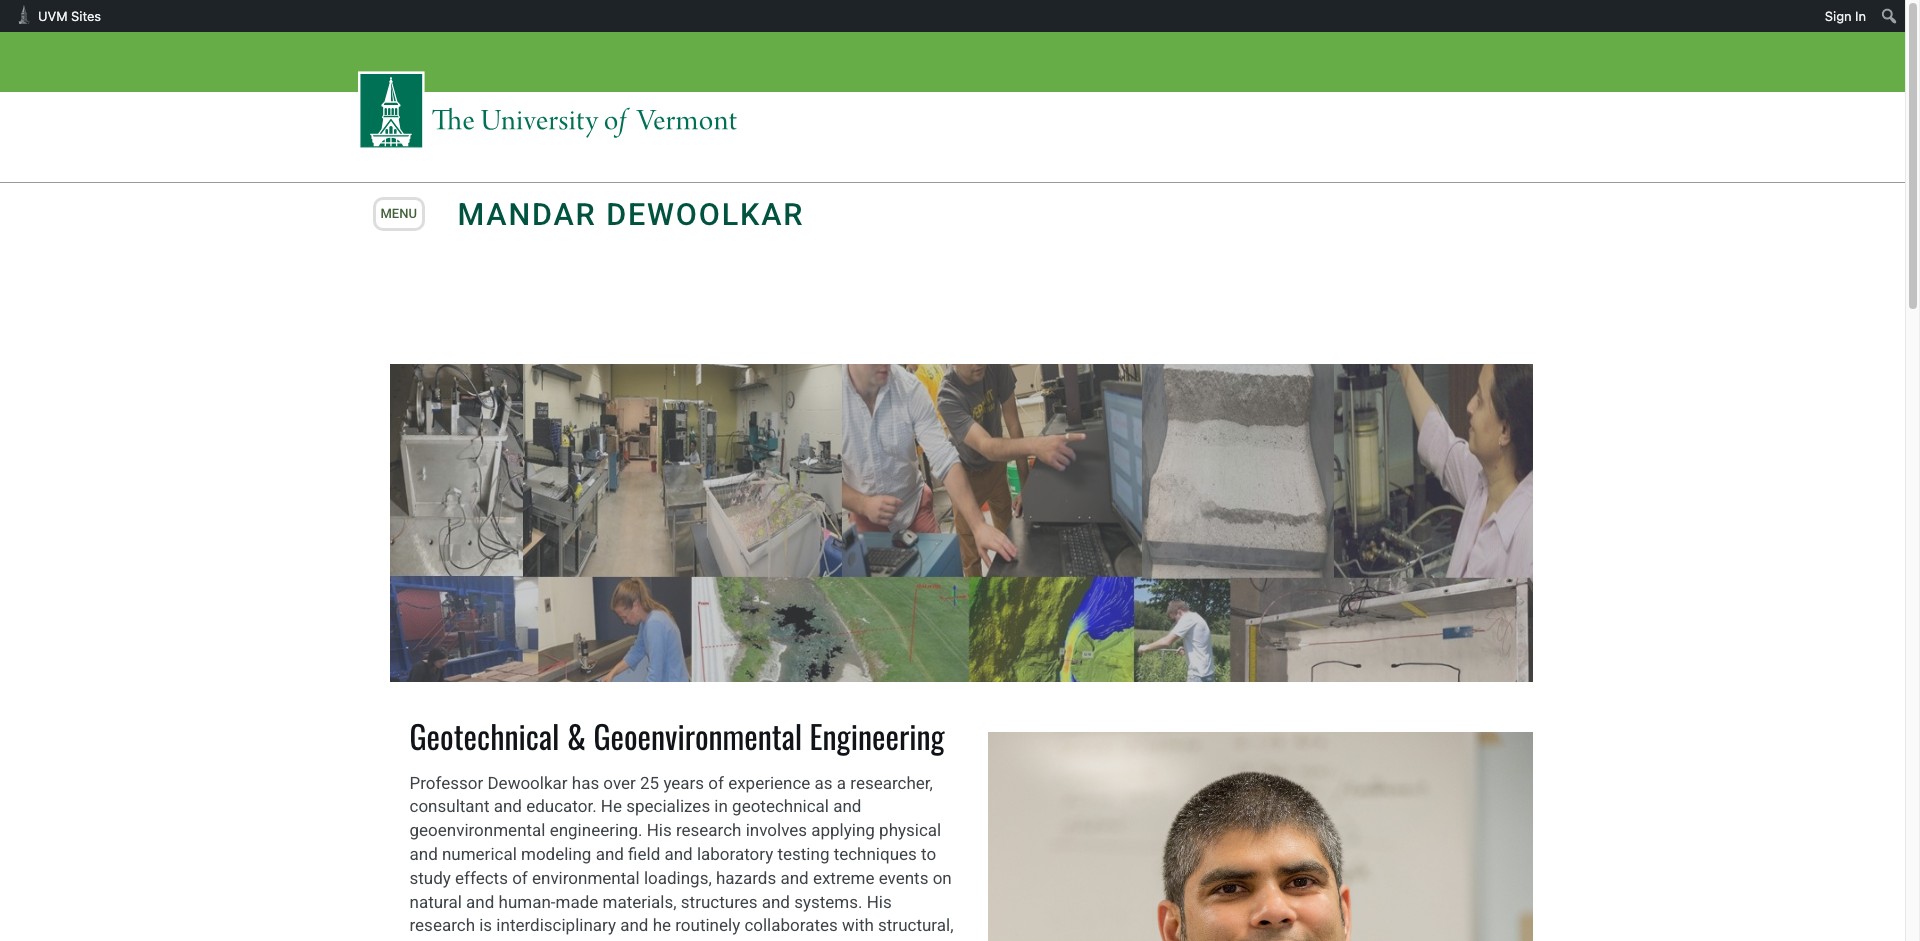 UVM Sites
Sign In
The University of Vermont
MENU
MANDAR DEWOOLKAR
Geotechnical & Geoenvironmental Engineering
Professor Dewoolkar has over 25 years of experience as a researcher,
consultant and educator. He specializes in geotechnical and
geoenvironmental engineering. His research involves applying physical
and numerical modeling and field and laboratory testing techniques to
study effects of environmental loadings, hazards and extreme events on
natural and human-made materials, structures and systems. His
research is interdisciplinary and he routinely collaborates with structural,